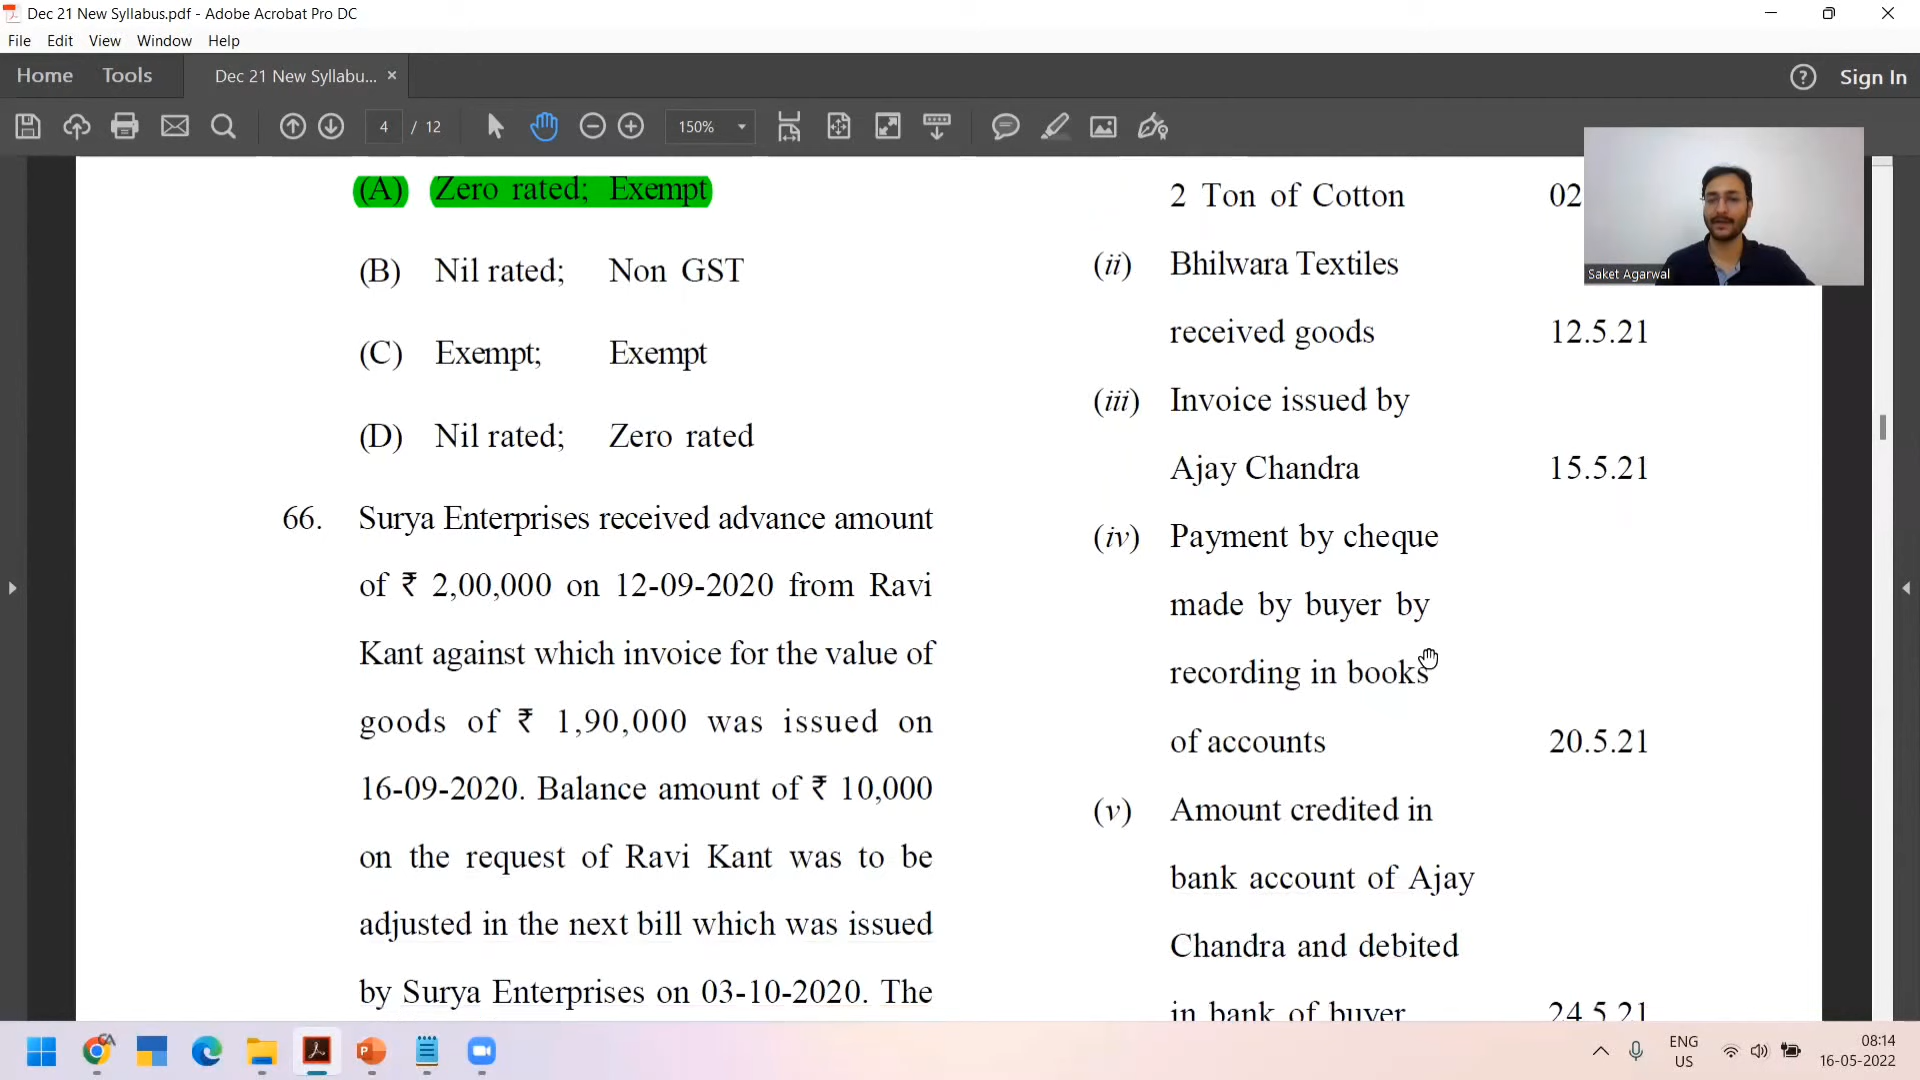 Dec 21 New Syllabus.pdf - Adobe Acrobat Pro DC
File Edit View Window Help
Home Tools Dec 21 New Syllabu... × Sign In
4 / 12 150%
(A) Zero rated; Exempt
(B) Nil rated; Non GST
(C) Exempt; Exempt
(D) Nil rated; Zero rated
66. Surya Enterprises received advance amount
of ₹ 2,00,000 on 12-09-2020 from Ravi
Kant against which invoice for the value of
goods of ₹ 1,90,000 was issued on
16-09-2020. Balance amount of ₹ 10,000
on the request of Ravi Kant was to be
adjusted in the next bill which was issued
by Surya Enterprises on 03-10-2020. The
2 Ton of Cotton 02
(ii) Bhilwara Textiles
received goods 12.5.21
(iii) Invoice issued by
Ajay Chandra 15.5.21
(iv) Payment by cheque
made by buyer by
recording in books
of accounts 20.5.21
(v) Amount credited in
bank account of Ajay
Chandra and debited
in bank of buyer 24.5.21
Saket Agarwal
ENG
US
08:14
16-05-2022